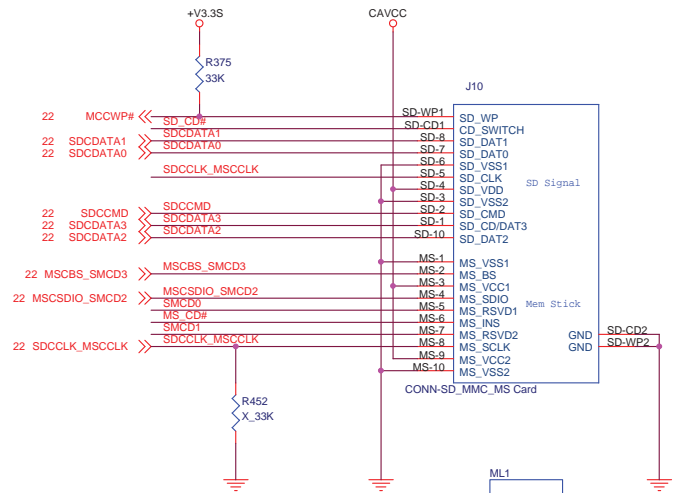 +V3.3S CAVCC
R375
33K
J10
22 MCCWP# SD-WP1 SD_WP
SD_CD# SD-CD1 CD_SWITCH
22 SDCDATA1 SDCDATA1 SD-8 SD_DAT1
22 SDCDATA0 SDCDATA0 SD-7 SD_DAT0
SD-6 SD_VSS1
SDCCLK_MSCCLK SD-5 SD_CLK
SD Signal
SD-4 SD_VDD
SD-3 SD_VSS2
22 SDCCMD SDCCMD SD-2 SD_CMD
22 SDCDATA3 SDCDATA3 SD-1 SD_CD/DAT3
22 SDCDATA2 SDCDATA2 SD-10 SD_DAT2
MS-1 MS_VSS1
22 MSCBS_SMCD3 MSCBS_SMCD3 MS-2 MS_BS
MS-3 MS_VCC1
22 MSCSDIO_SMCD2 MSCSDIO_SMCD2 MS-4 MS_SDIO
SMCD0 MS-5 MS_RSVD1 Mem Stick
MS_CD# MS-6 MS_INS
SMCD1 MS-7 MS_RSVD2 GND SD-CD2
22 SDCCLK_MSCCLK SDCCLK_MSCCLK MS-8 MS_SCLK GND SD-WP2
MS-9 MS_VCC2
MS-10 MS_VSS2
CONN-SD_MMC_MS Card
R452
X_33K
ML1